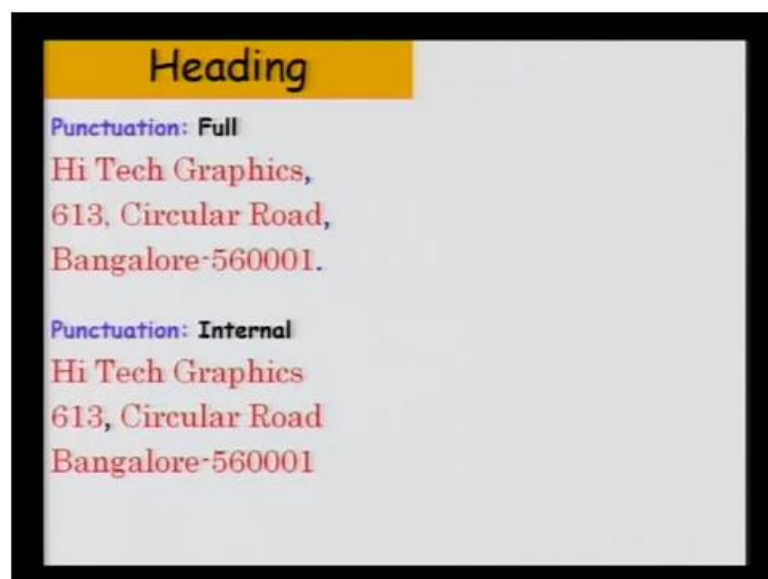 Heading
Punctuation: Full
Hi Tech Graphics,
613, Circular Road,
Bangalore-560001.
Punctuation: Internal
Hi Tech Graphics
613, Circular Road
Bangalore-560001